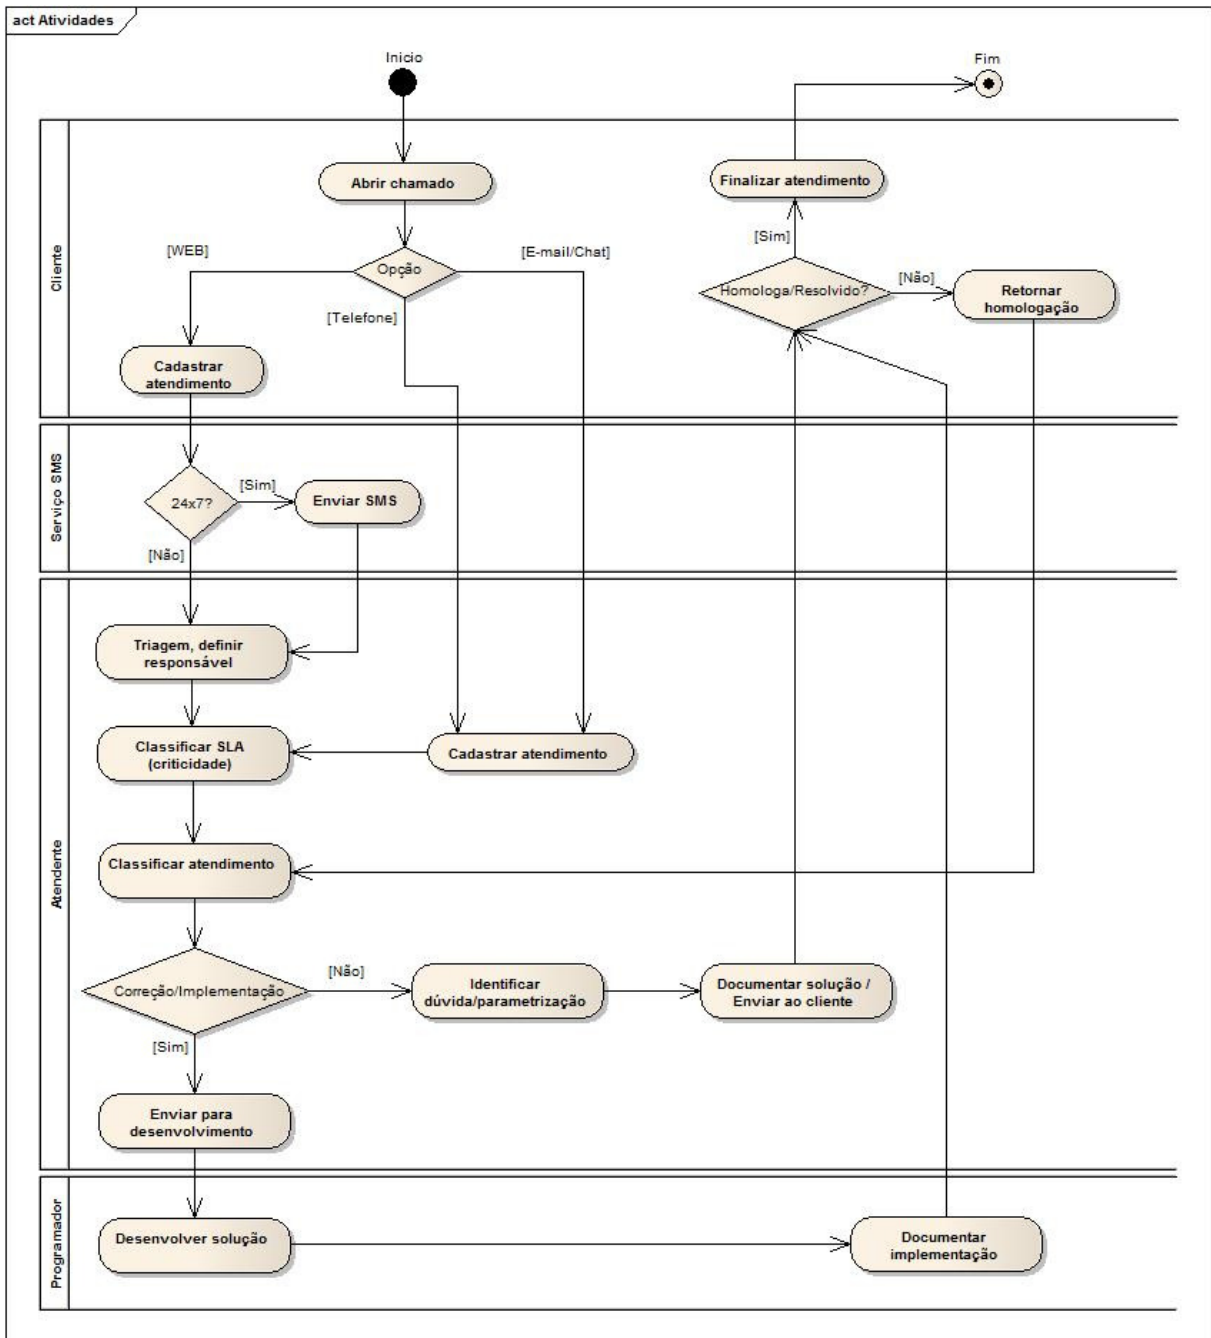 act Atividades
Inicio
Fim
Cliente
Abrir chamado
Finalizar atendimento
[WEB]
Opção
[E-mail/Chat]
[Telefone]
[Sim]
Homologa/Resolvido?
[Não]
Retornar
homologação
Cadastrar
atendimento
Serviço SMS
24x7?
[Sim]
Enviar SMS
[Não]
Atendente
Triagem, definir
responsável
Classificar SLA
(criticidade)
Cadastrar atendimento
Classificar atendimento
Correção/Implementação
[Não]
Identificar
dúvida/parametrização
Documentar solução /
Enviar ao cliente
[Sim]
Enviar para
desenvolvimento
Programador
Desenvolver solução
Documentar
implementação